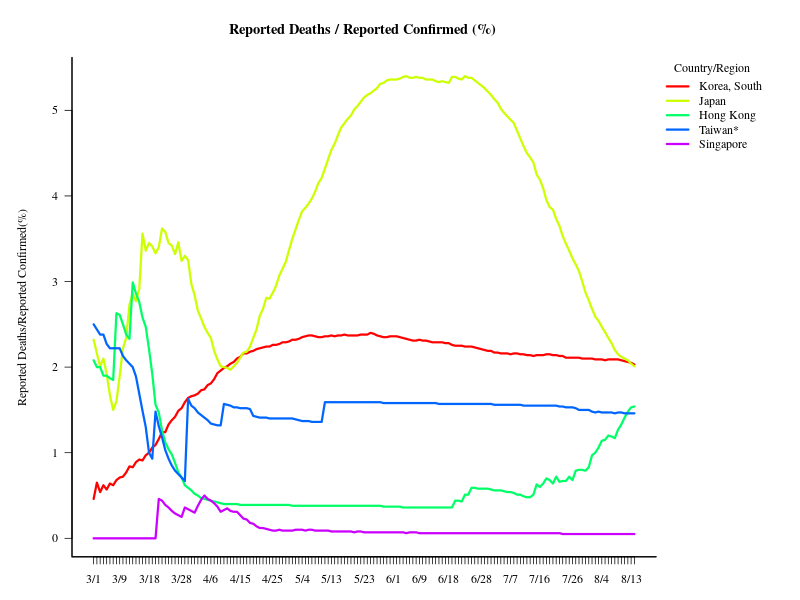 Reported Deaths / Reported Confirmed (%)
Country/Region
Korea, South
Japan
Hong Kong
Taiwan*
Singapore
Reported Deaths/Reported Confirmed(%)
5
4
3
2
1
0
3/1 3/9 3/18 3/28 4/6 4/15 4/25 5/4 5/13 5/23 6/1 6/9 6/18 6/28 7/7 7/16 7/26 8/4 8/13